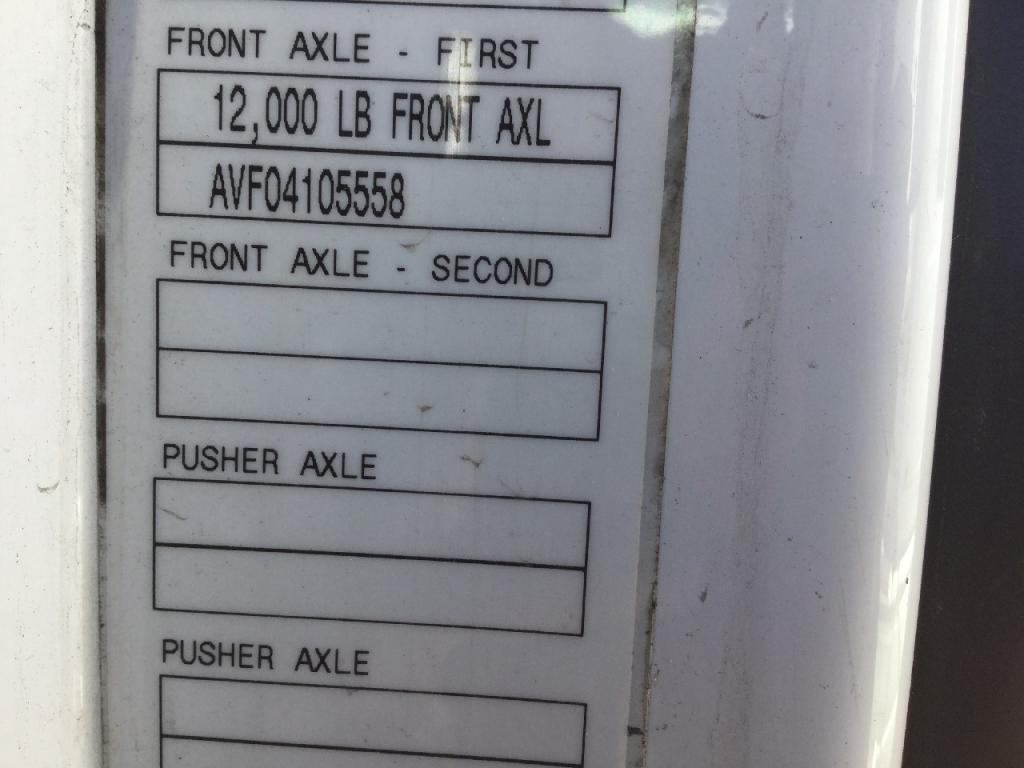 FRONT AXLE - FIRST
12,000 LB FRONT AXL
AVF04105558
FRONT AXLE - SECOND
PUSHER AXLE
PUSHER AXLE